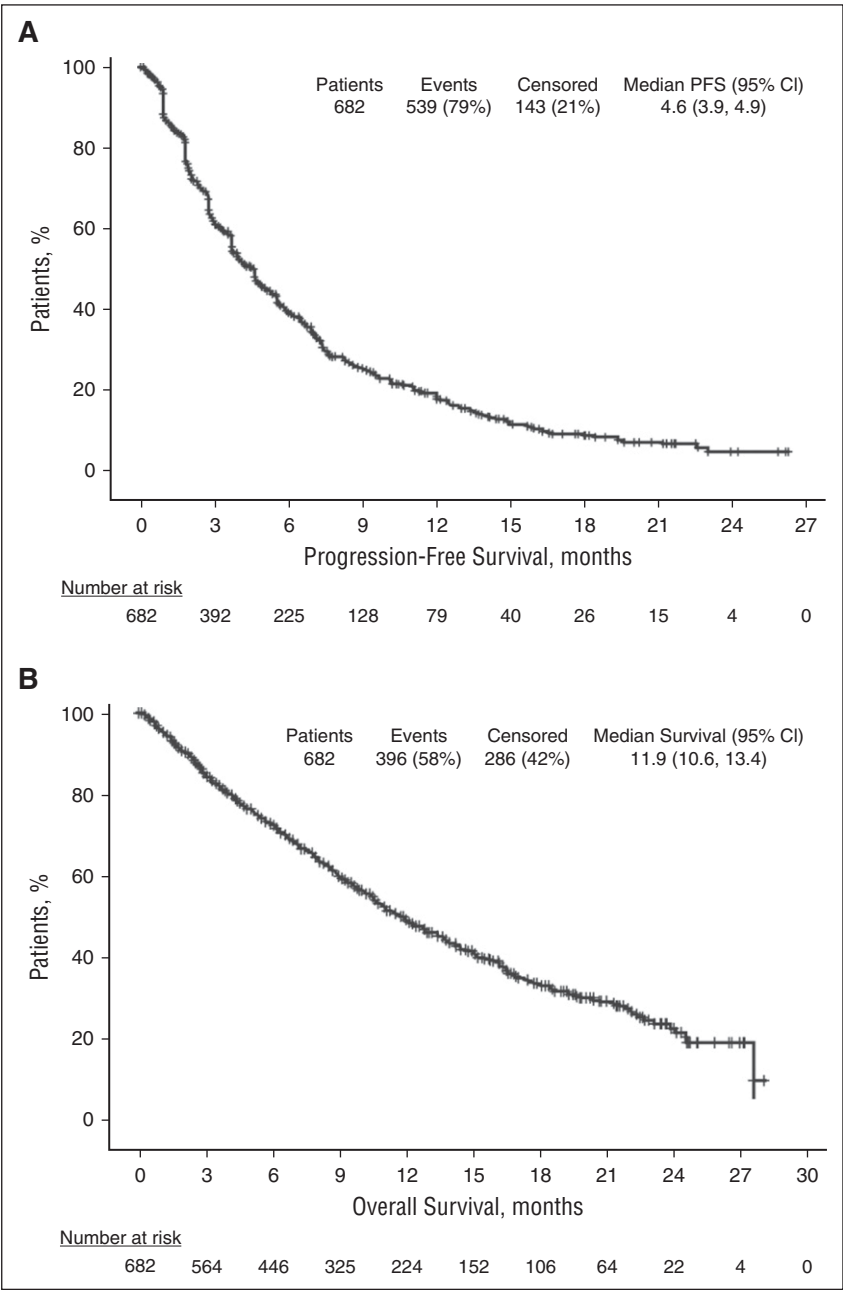 A
Patients Events Censored Median PFS (95% CI)
682 539 (79%) 143 (21%) 4.6 (3.9, 4.9)
100
80
60
40
20
0
Patients, %
0 3 6 9 12 15 18 21 24 27
Progression-Free Survival, months
Number at risk
682 392 225 128 79 40 26 15 4 0
B
Patients Events Censored Median Survival (95% CI)
682 396 (58%) 286 (42%) 11.9 (10.6, 13.4)
100
80
60
40
20
0
Patients, %
0 3 6 9 12 15 18 21 24 27 30
Overall Survival, months
Number at risk
682 564 446 325 224 152 106 64 22 4 0